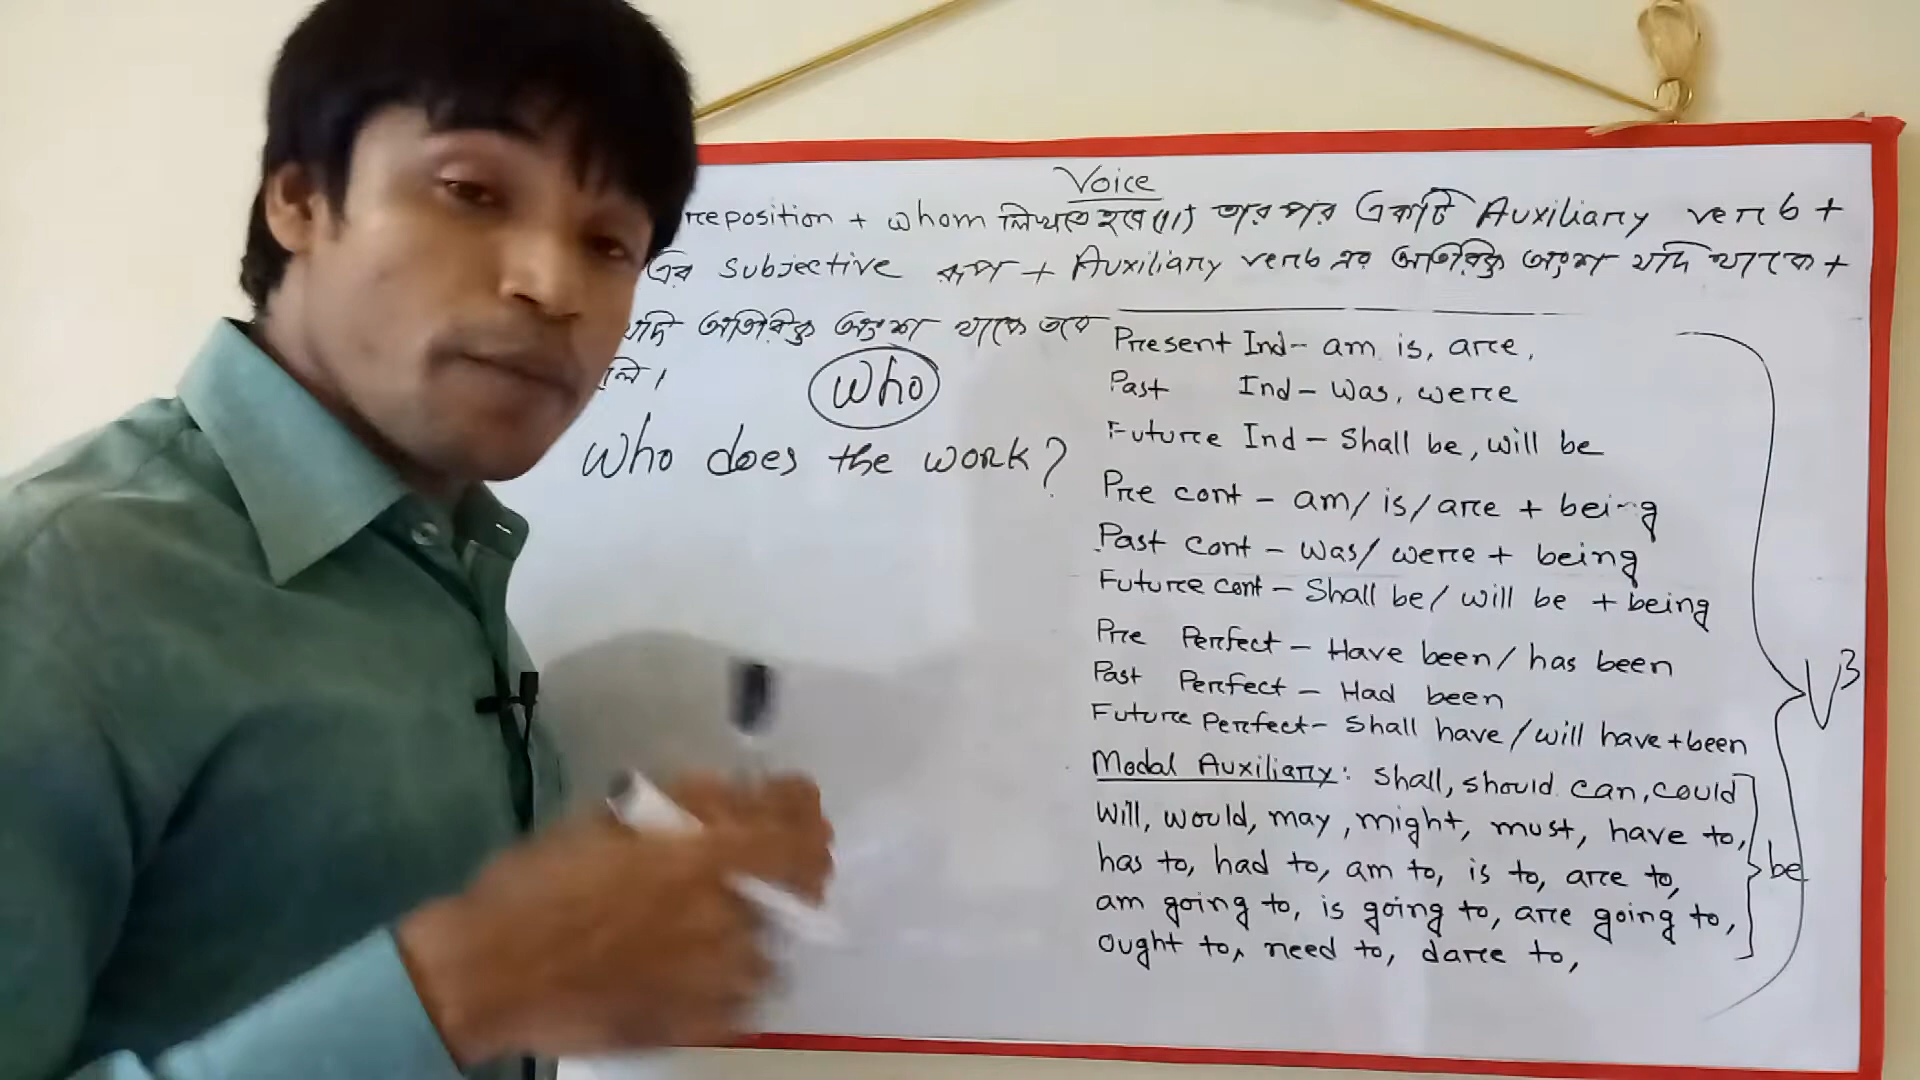 Voice
reposition + whom লিখতে হবে (।।) তারপর একটি Auxiliary verb +
এর Subjective রূপ + Auxiliary verb এর অতিরিক্ত অংশ যদি থাকে +
যদি অতিরিক্ত অংশ থাকে তবে
who
Who does the work?
Present Ind - am is, are,
Past Ind - Was, were
Future Ind - Shall be, will be
Pre cont - am/ is/ are + being
Past cont - Was/ were + being
Future cont - Shall be/ will be + being
Pre Perfect - Have been/ has been
Past Perfect - Had been
Future Perfect - Shall have/ will have + been
V3
Modal Auxiliary: Shall, should can, could
Will, would, may, might, must, have to,
has to, had to, am to, is to, are to,
be
am going to, is going to, are going to,
ought to, need to, dare to,